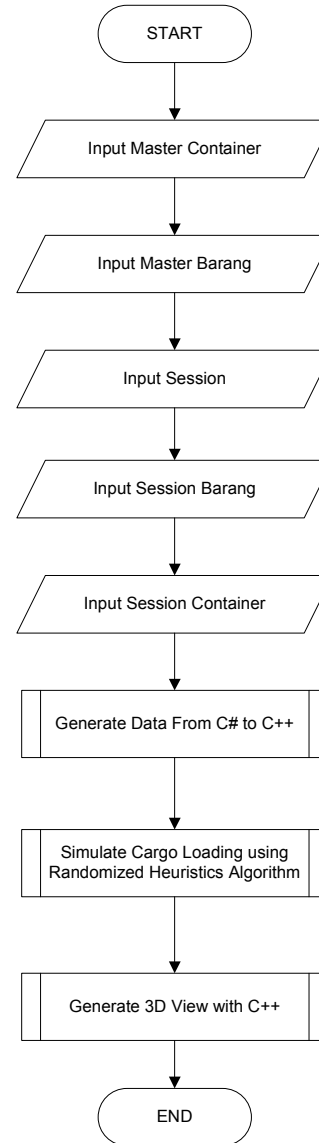 START
Input Master Container
Input Master Barang
Input Session
Input Session Barang
Input Session Container
Generate Data From C# to C++
Simulate Cargo Loading using
Randomized Heuristics Algorithm
Generate 3D View with C++
END